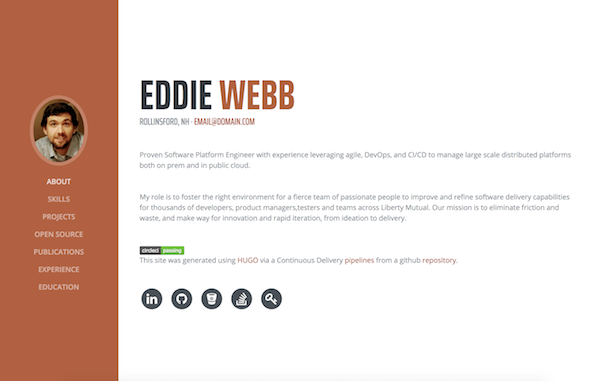 EDDIE WEBB
ROLLINSFORD, NH · EMAIL@DOMAIN.COM
ABOUT
SKILLS
PROJECTS
OPEN SOURCE
PUBLICATIONS
EXPERIENCE
EDUCATION
Proven Software Platform Engineer with experience leveraging agile, DevOps, and CI/CD to manage large scale distributed platforms
both on prem and in public cloud.
My role is to foster the right environment for a fierce team of passionate people to improve and refine software delivery capabilities
for thousands of developers, product managers,testers and teams across Liberty Mutual. Our mission is to eliminate friction and
waste, and make way for innovation and rapid iteration, from ideation to delivery.
circleci passing
This site was generated using HUGO via a Continuous Delivery pipelines from a github repository.
in